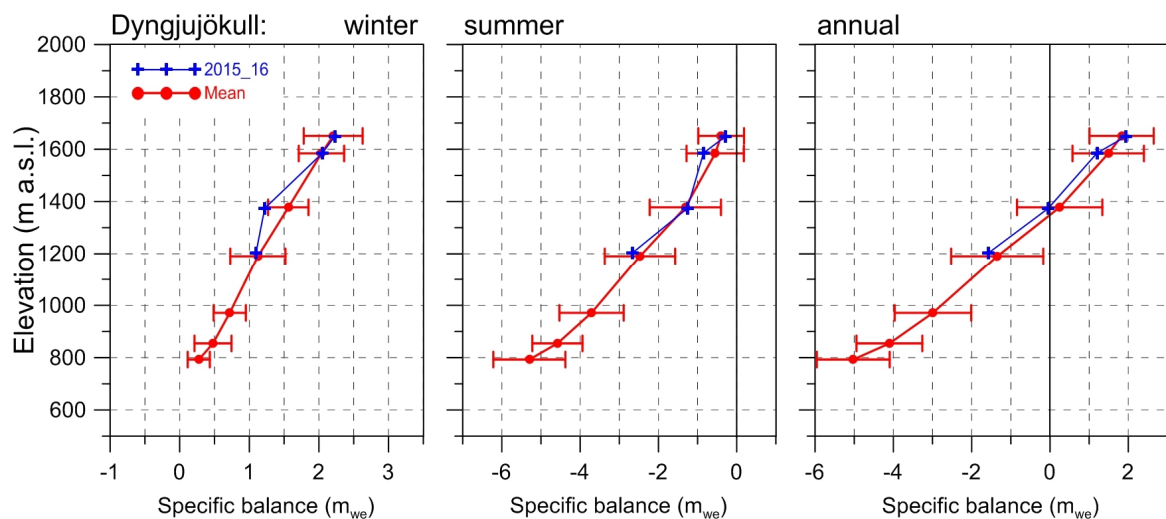 Dyngjujökull: winter summer annual
2000
1800
1600
1400
1200
1000
800
600
Elevation (m a.s.l.)
2015_16
Mean
-1 0 1 2 3 -6 -4 -2 0 -6 -4 -2 0 2
Specific balance (mwe) Specific balance (mwe) Specific balance (mwe)